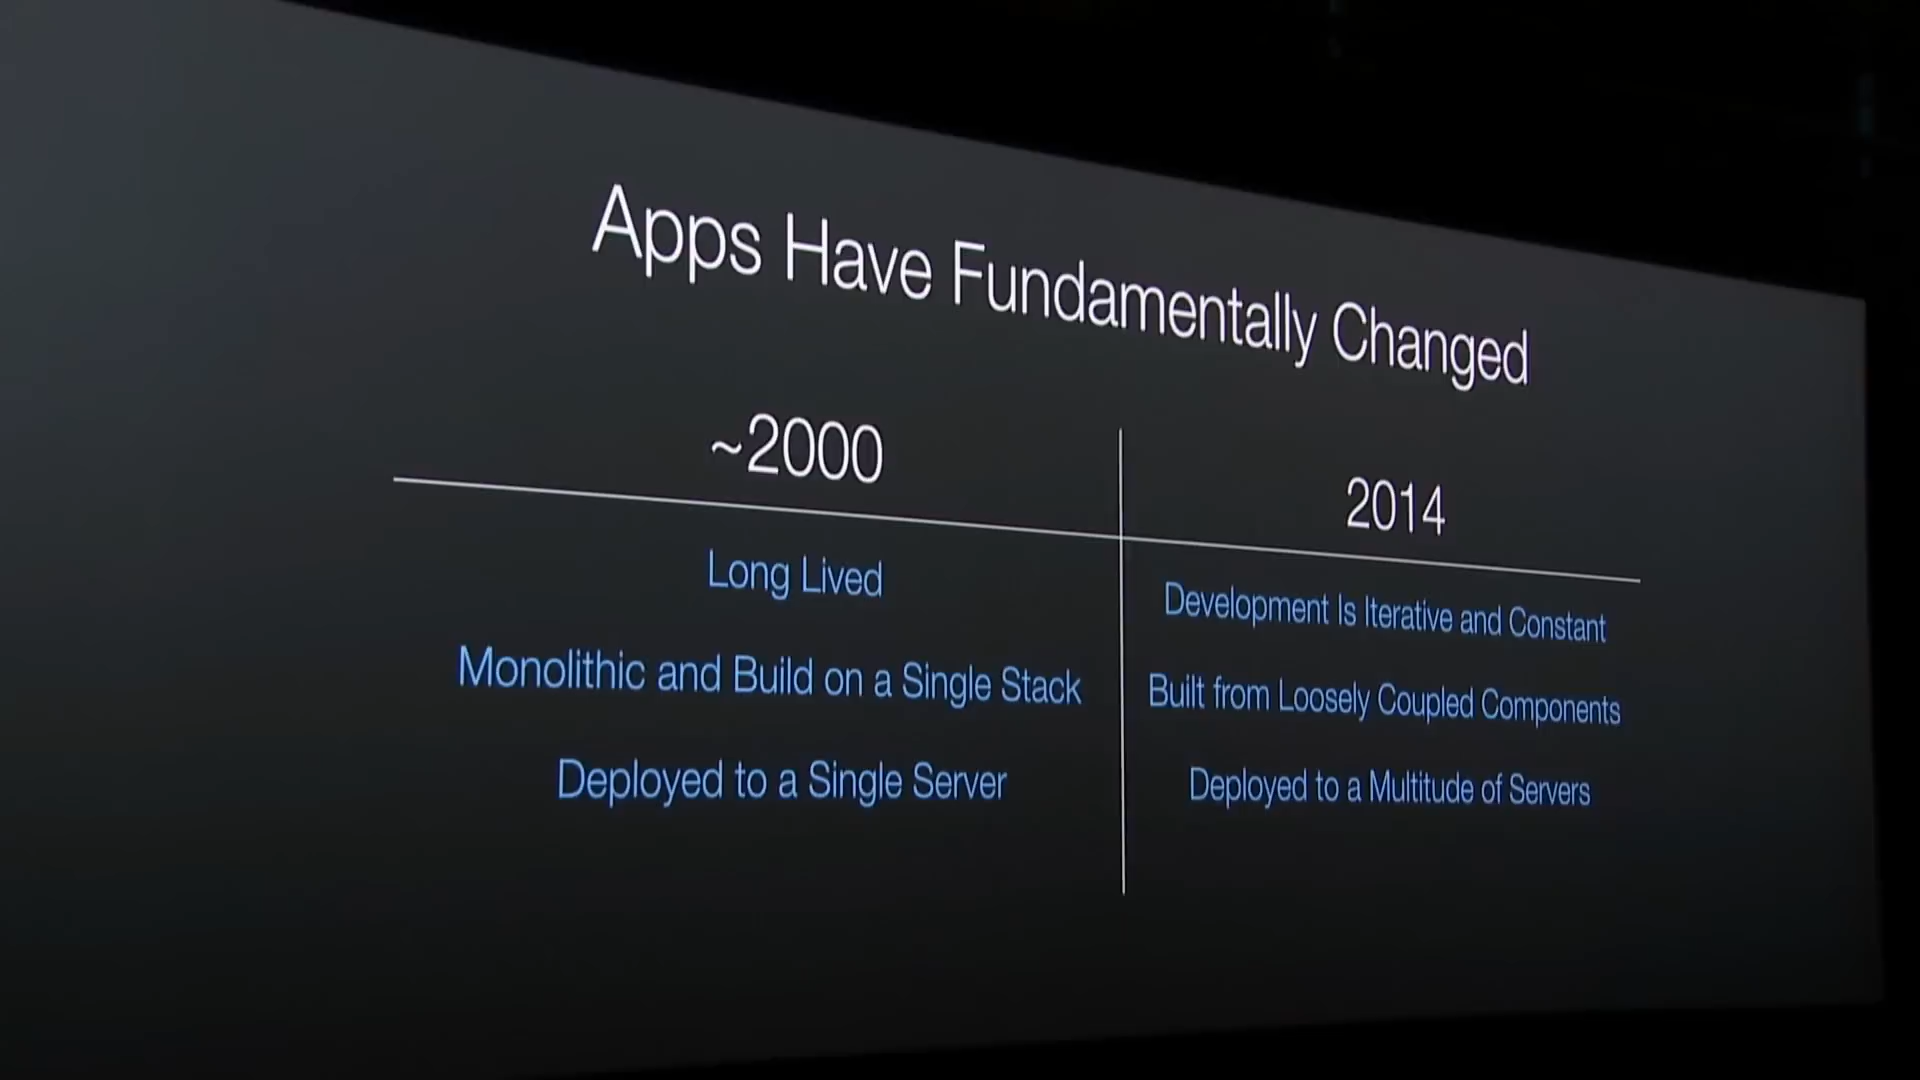 Apps Have Fundamentally Changed
~2000
2014
Long Lived
Development Is Iterative and Constant
Monolithic and Build on a Single Stack
Built from Loosely Coupled Components
Deployed to a Single Server
Deployed to a Multitude of Servers